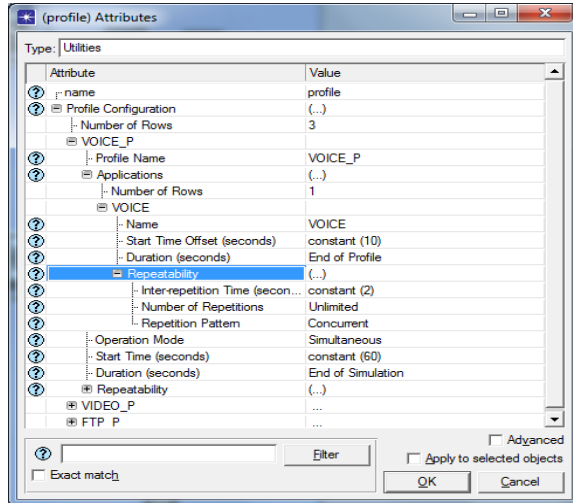 (profile) Attributes
Type: Utilities
Attribute Value
name profile
Profile Configuration (...)
Number of Rows 3
VOICE_P
Profile Name VOICE_P
Applications (...)
Number of Rows 1
VOICE
Name VOICE
Start Time Offset (seconds) constant (10)
Duration (seconds) End of Profile
Repeatability (...)
Inter-repetition Time (secon... constant (2)
Number of Repetitions Unlimited
Repetition Pattern Concurrent
Operation Mode Simultaneous
Start Time (seconds) constant (60)
Duration (seconds) End of Simulation
Repeatability (...)
VIDEO_P ...
FTP_P ...
Advanced
Filter Apply to selected objects
Exact match OK Cancel